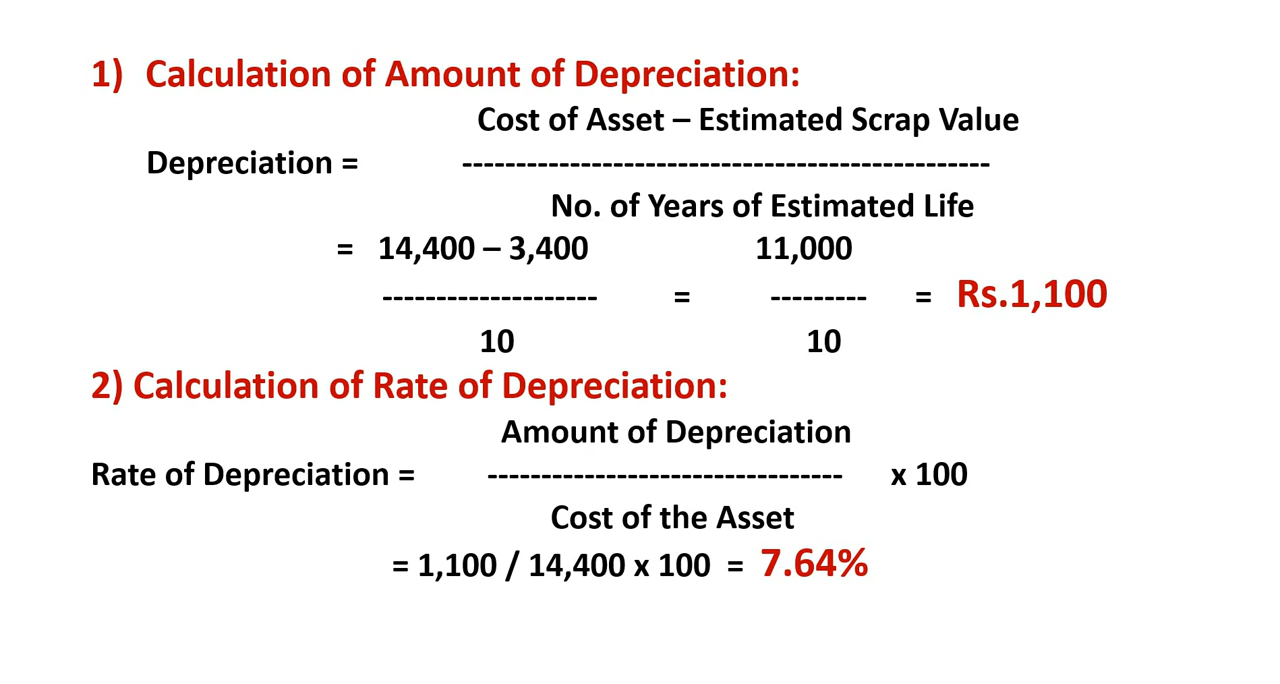 1) Calculation of Amount of Depreciation:
Cost of Asset – Estimated Scrap Value
Depreciation = -------------------------------------------------
No. of Years of Estimated Life
= 14,400 – 3,400 11,000
-------------------- = --------- = Rs.1,100
10 10
2) Calculation of Rate of Depreciation:
Amount of Depreciation
Rate of Depreciation = --------------------------------- x 100
Cost of the Asset
= 1,100 / 14,400 x 100 = 7.64%